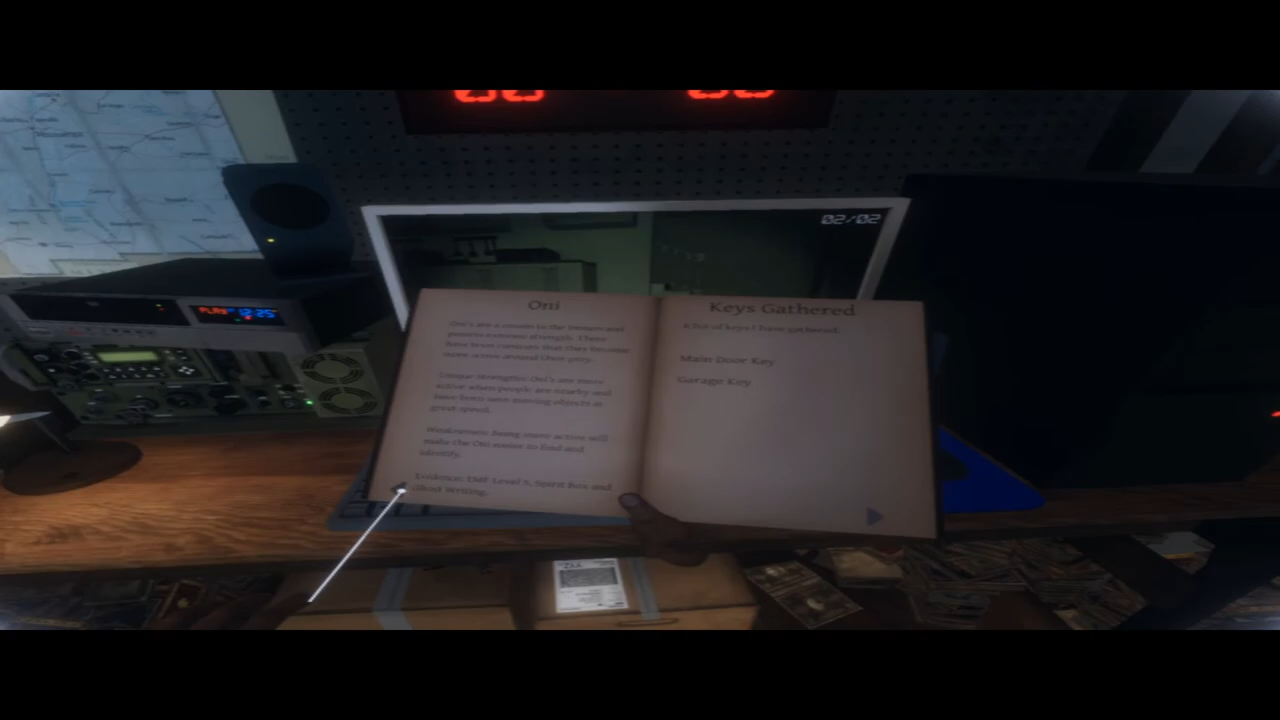 02/02
PLAY 12:25
Oni
Oni's are a cousin to the Demon and
possess extreme strength. There
have been rumours that they become
more active around their prey.
Unique Strengths: Oni's are more
active when people are nearby and
have been seen moving objects at
great speed.
Weaknesses: Being more active will
make the Oni easier to find and
identify.
Evidence: EMF Level 5, Spirit Box and
Ghost Writing.
Keys Gathered
A list of keys I have gathered.
Main Door Key
Garage Key